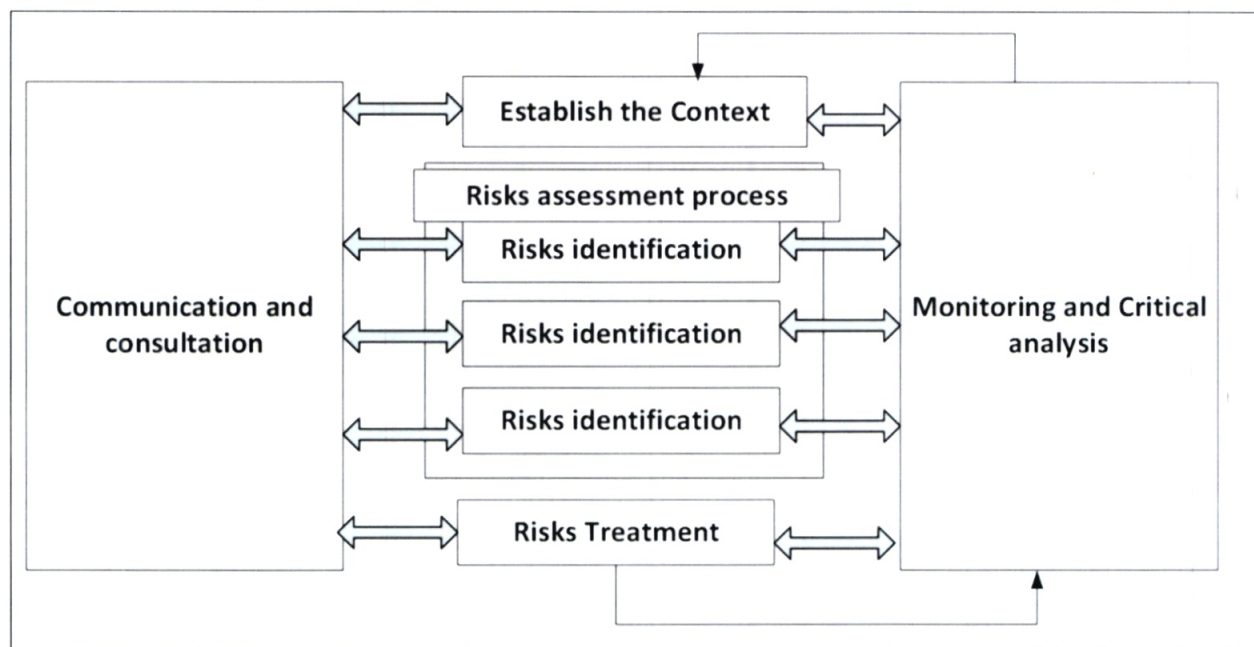 Establish the Context
Risks assessment process
Risks identification
Communication and
consultation
Monitoring and Critical
analysis
Risks identification
Risks identification
Risks Treatment